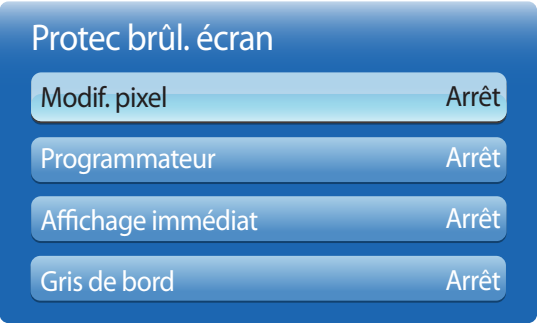 Protec brûl. écran
Modif. pixel Arrêt
Programmateur Arrêt
Affichage immédiat Arrêt
Gris de bord Arrêt